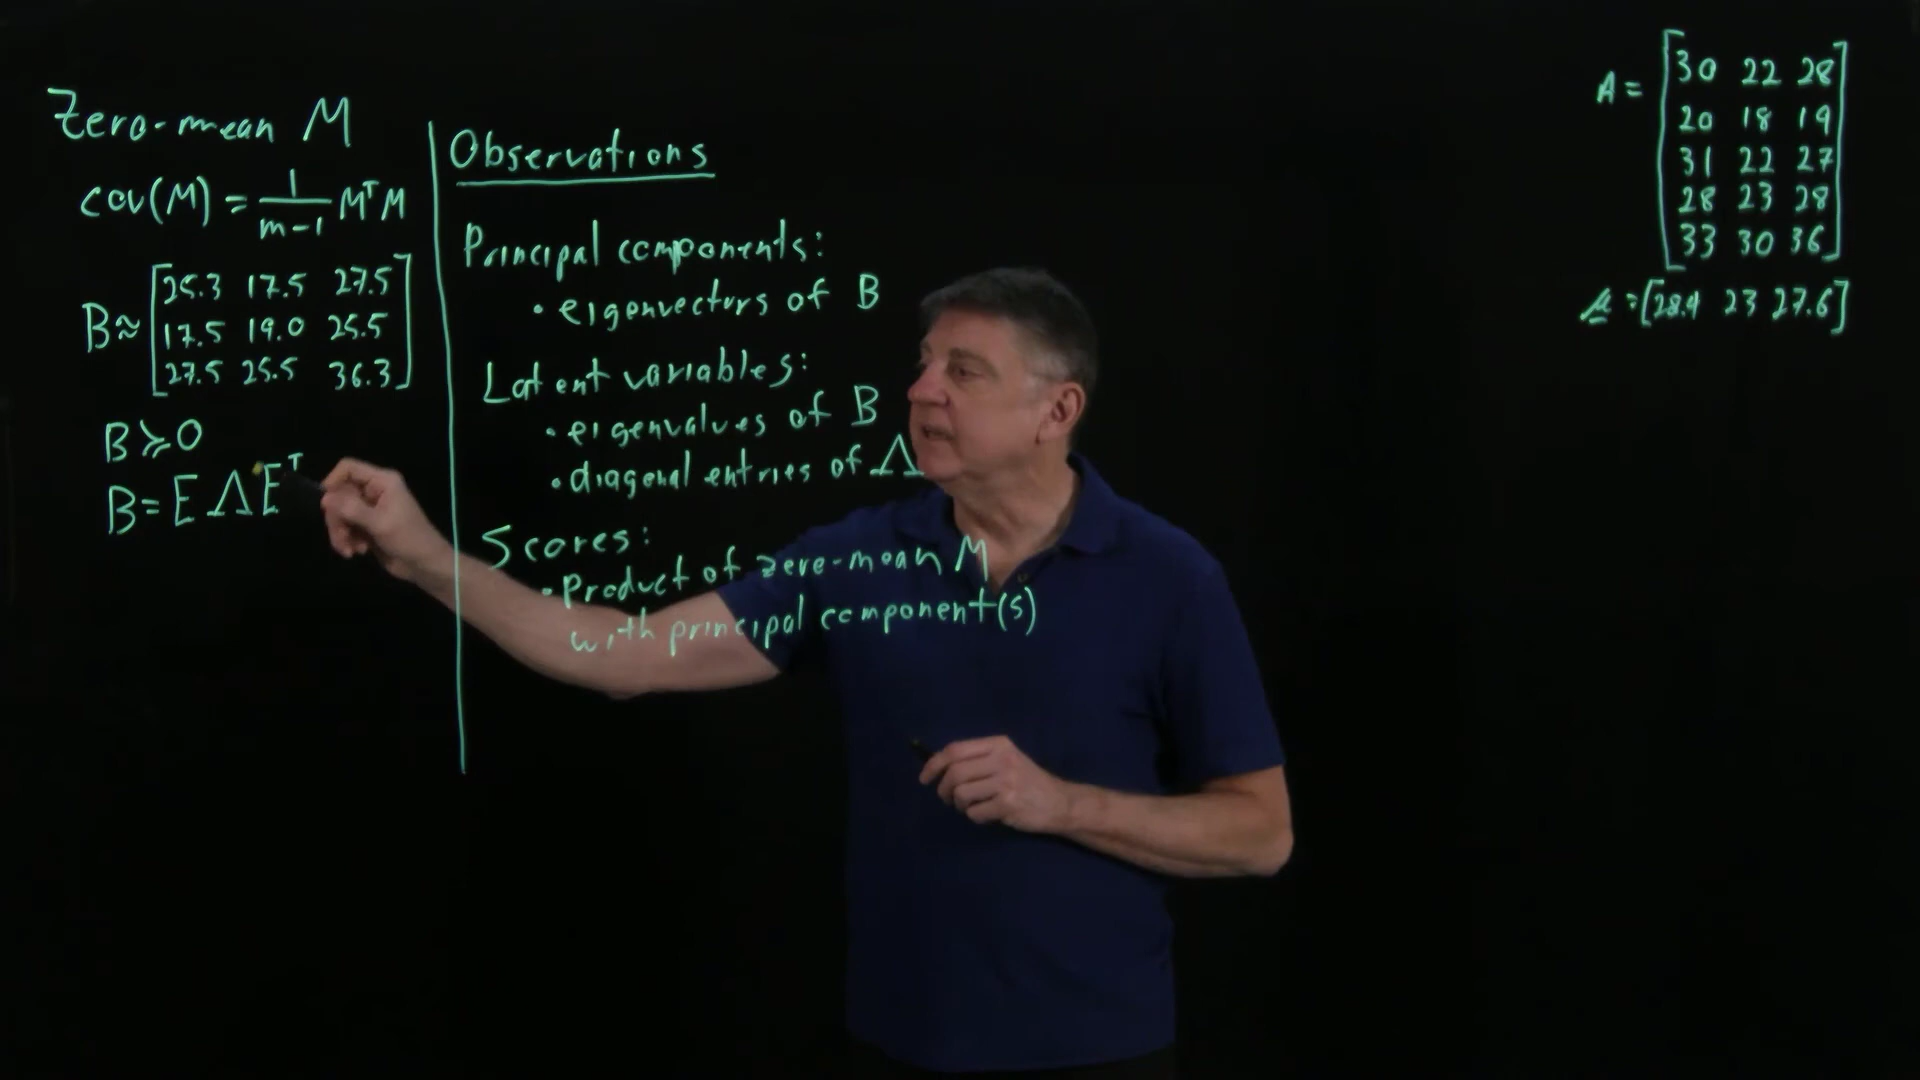 Zero-mean M
cov(M) = 1/(m-1) MᵀM
B ≈ [25.3 17.5 27.5
17.5 19.0 25.5
27.5 25.5 36.3]
B ≽ 0
B = E Λ Eᵀ
Observations
Principal components:
• eigenvectors of B
Latent variables:
• eigenvalues of B
• diagonal entries of Λ
Scores:
• Product of zero-mean M
with principal component(s)
A = [30 22 28
20 18 19
31 22 27
28 23 28
33 30 36]
μ = [28.4 23 27.6]